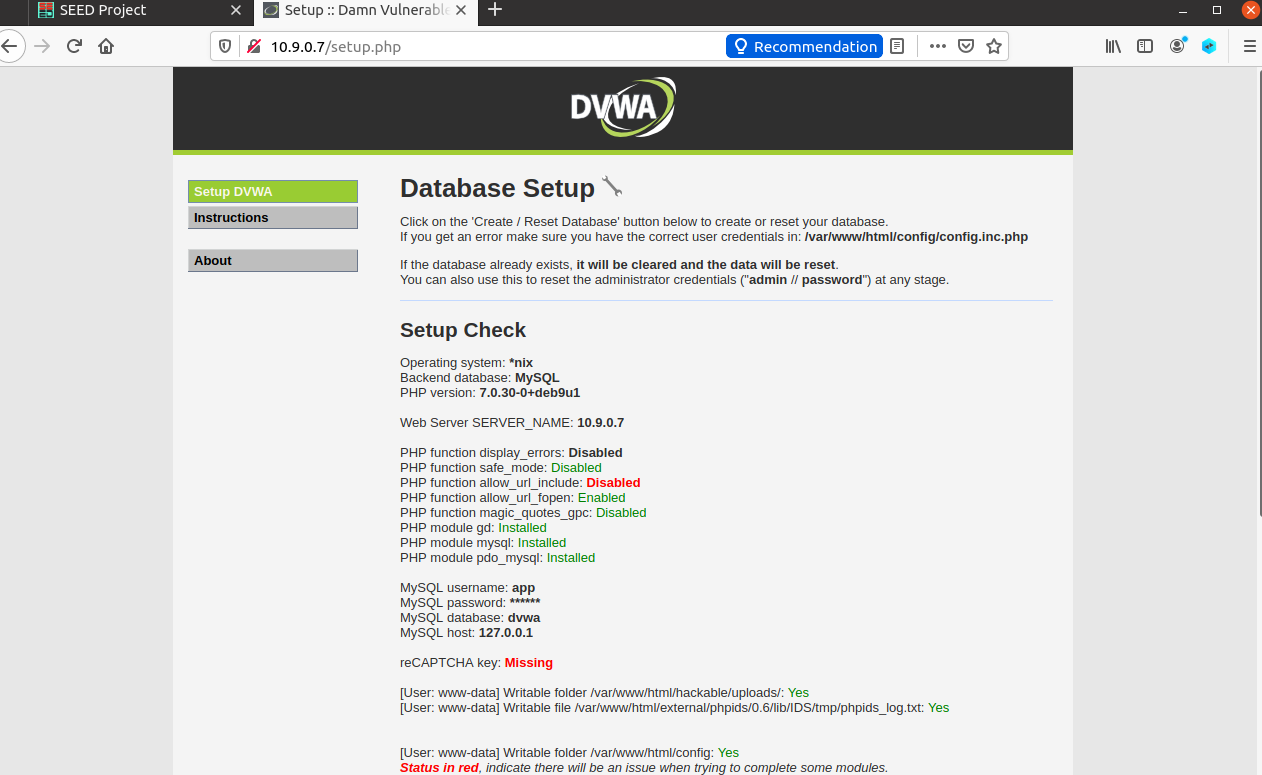 SEED Project
Setup :: Damn Vulnerable
10.9.0.7/setup.php
Recommendation
DVWA
Setup DVWA
Instructions
About
Database Setup
Click on the 'Create / Reset Database' button below to create or reset your database.
If you get an error make sure you have the correct user credentials in: /var/www/html/config/config.inc.php
If the database already exists, it will be cleared and the data will be reset.
You can also use this to reset the administrator credentials ("admin // password") at any stage.
Setup Check
Operating system: *nix
Backend database: MySQL
PHP version: 7.0.30-0+deb9u1
Web Server SERVER_NAME: 10.9.0.7
PHP function display_errors: Disabled
PHP function safe_mode: Disabled
PHP function allow_url_include: Disabled
PHP function allow_url_fopen: Enabled
PHP function magic_quotes_gpc: Disabled
PHP module gd: Installed
PHP module mysql: Installed
PHP module pdo_mysql: Installed
MySQL username: app
MySQL password: ******
MySQL database: dvwa
MySQL host: 127.0.0.1
reCAPTCHA key: Missing
[User: www-data] Writable folder /var/www/html/hackable/uploads/: Yes
[User: www-data] Writable file /var/www/html/external/phpids/0.6/lib/IDS/tmp/phpids_log.txt: Yes
[User: www-data] Writable folder /var/www/html/config: Yes
Status in red, indicate there will be an issue when trying to complete some modules.